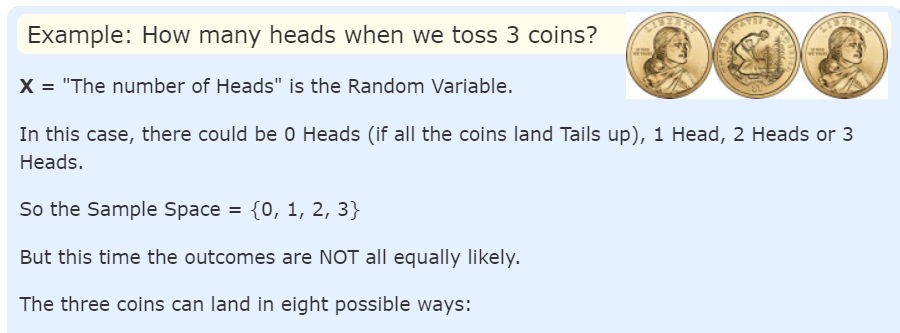 Example: How many heads when we toss 3 coins?
X = "The number of Heads" is the Random Variable.
In this case, there could be 0 Heads (if all the coins land Tails up), 1 Head, 2 Heads or 3
Heads.
So the Sample Space = {0, 1, 2, 3}
But this time the outcomes are NOT all equally likely.
The three coins can land in eight possible ways: